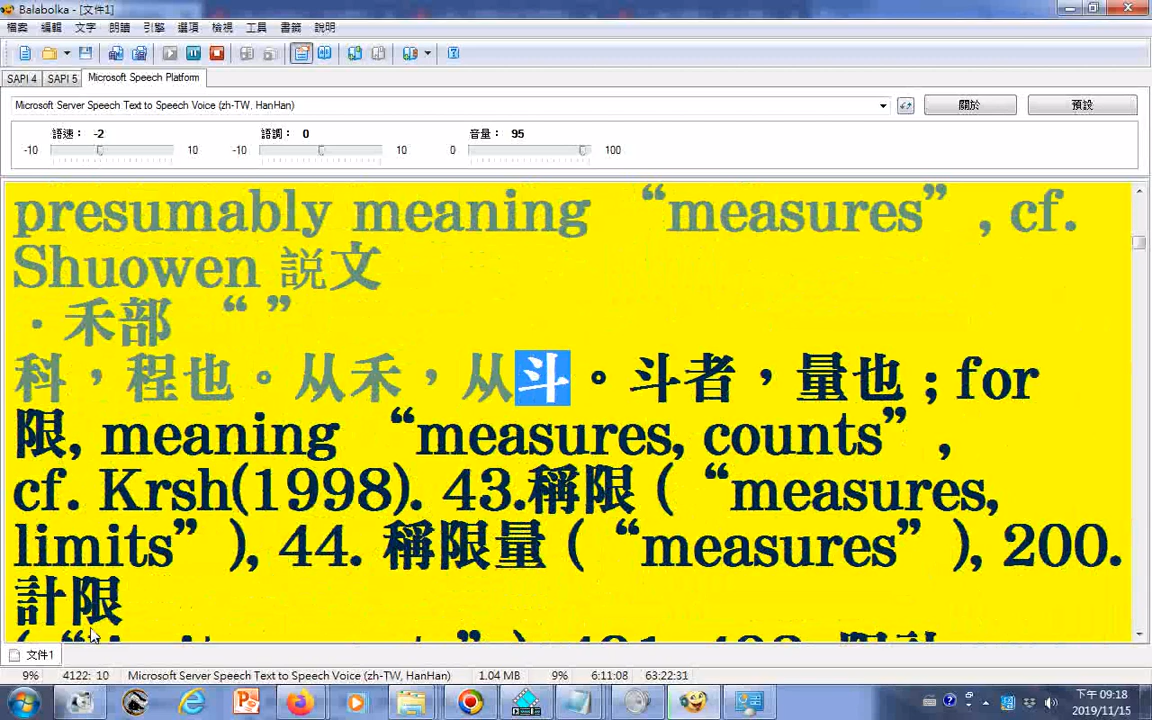 Balabolka - [文件1]
檔案 編輯 文字 朗讀 引擎 選項 檢視 工具 書籤 說明
SAPI 4 SAPI 5 Microsoft Speech Platform
Microsoft Server Speech Text to Speech Voice (zh-TW, HanHan) 關於 預設
語速： -2 語調： 0 音量： 95
-10 10 -10 10 0 100
presumably meaning “measures”, cf.
Shuowen 説文
．禾部 “ ”
科，程也。从禾，从斗。斗者，量也；for
限, meaning “measures, counts”,
cf. Krsh(1998). 43.稱限 (“measures,
limits”), 44. 稱限量 (“measures”), 200.
計限
文件1
9% 4122: 10 Microsoft Server Speech Text to Speech Voice (zh-TW, HanHan) 1.04 MB 9% 6:11:08 63:22:31
下午 09:18
2019/11/15